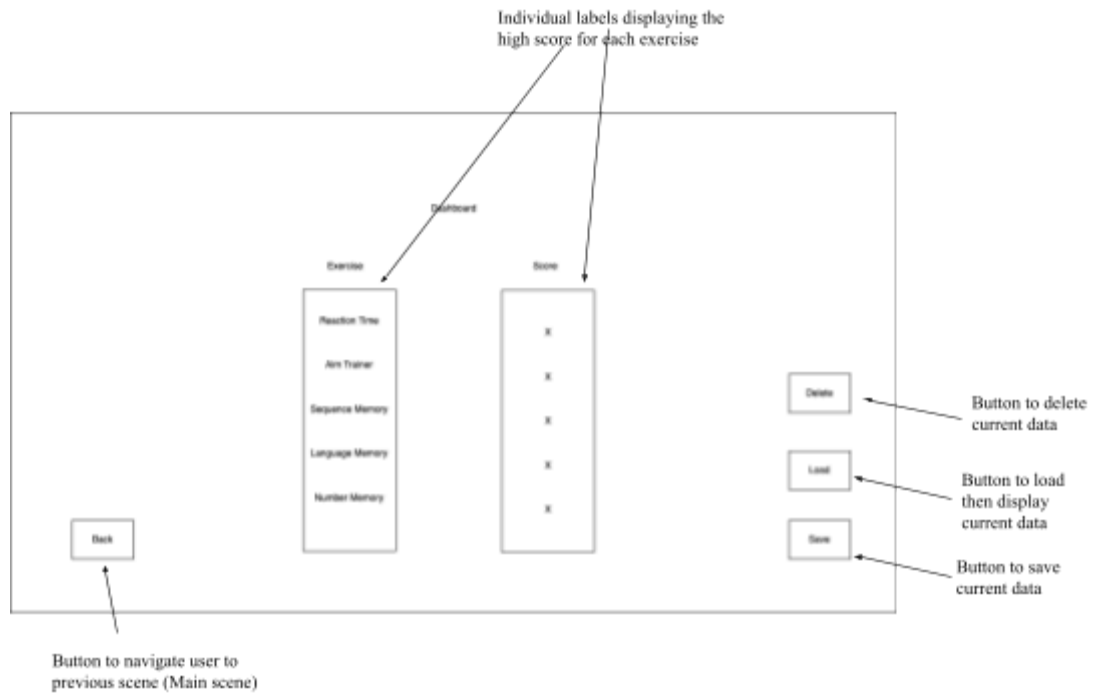 Individual labels displaying the
high score for each exercise
Dashboard
Exercise
Score
Reaction Time
X
Aim Trainer
X
Sequence Memory
X
Language Memory
X
Number Memory
X
Delete
Button to delete
current data
Load
Button to load
then display
current data
Back
Save
Button to save
current data
Button to navigate user to
previous scene (Main scene)